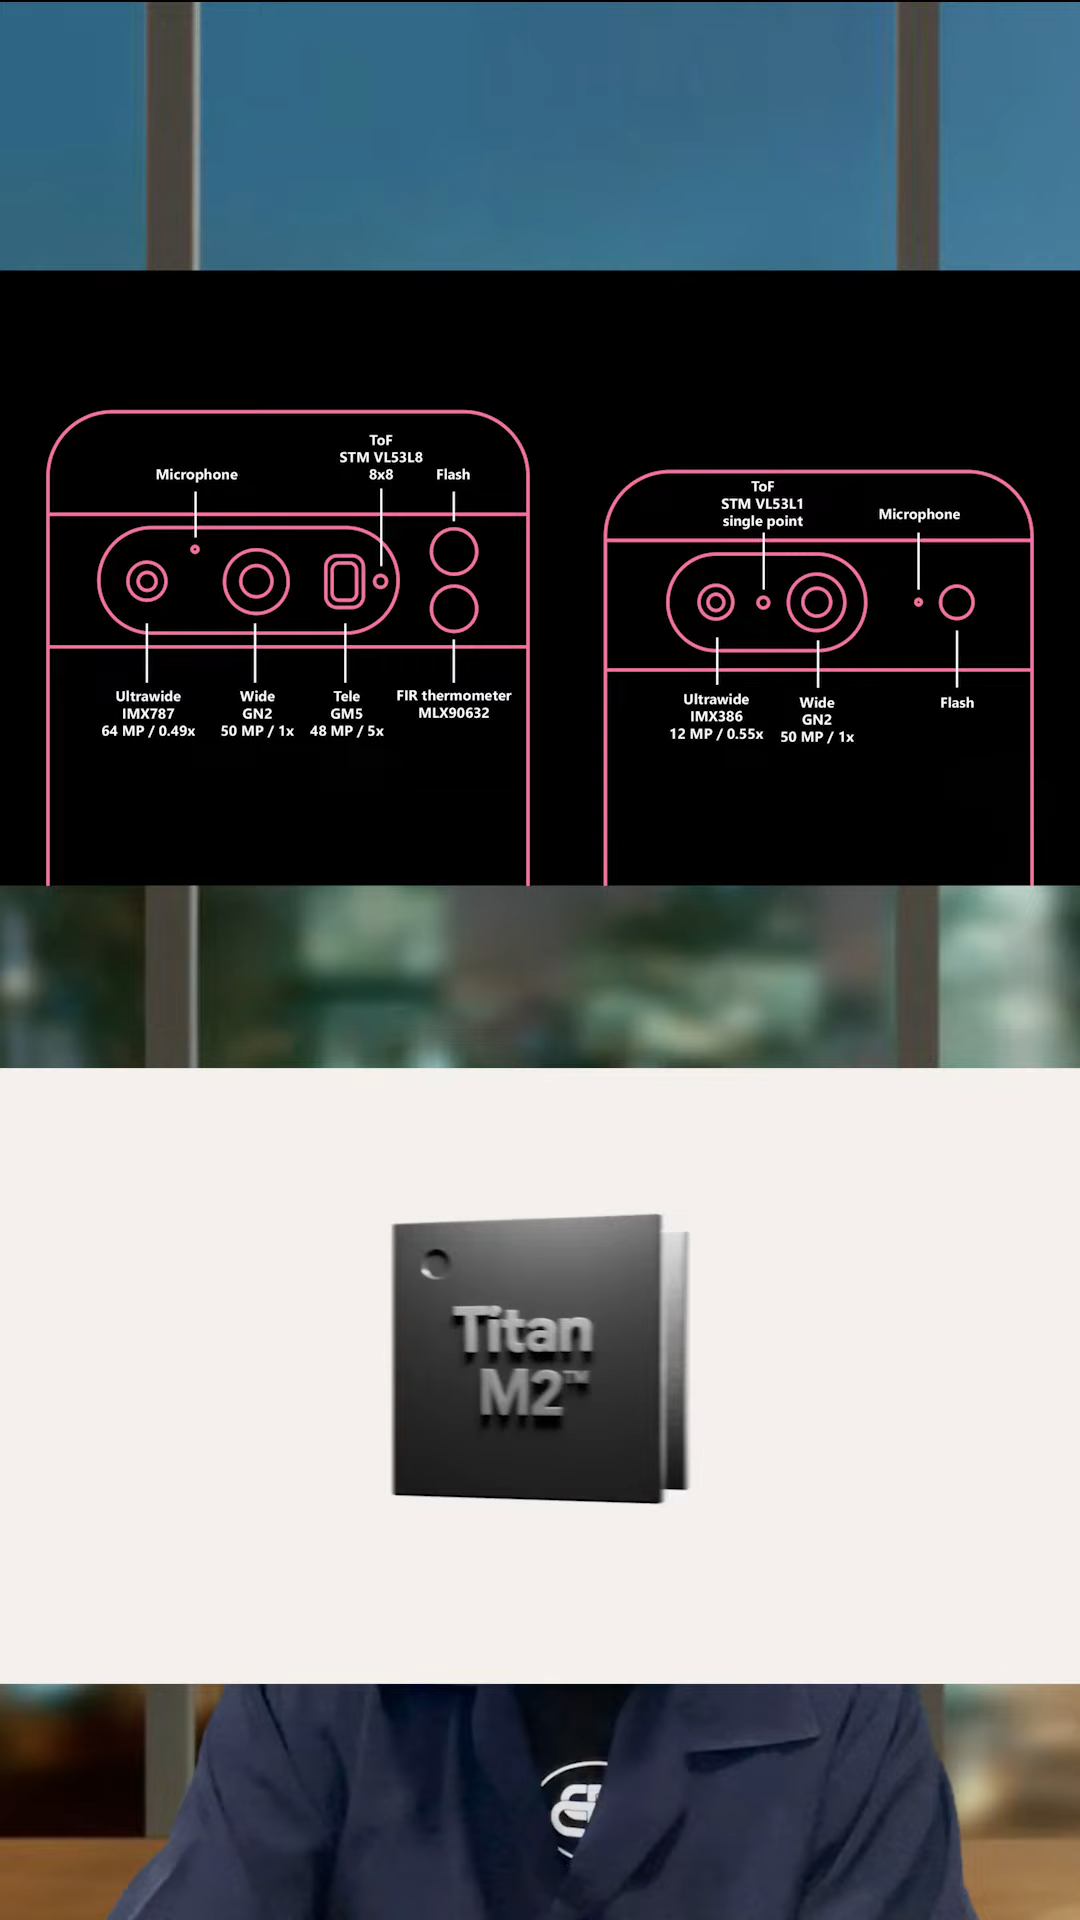 Microphone
ToF
STM VL53L8
8x8
Flash
Ultrawide
IMX787
64 MP / 0.49x
Wide
GN2
50 MP / 1x
Tele
GM5
48 MP / 5x
FIR thermometer
MLX90632
ToF
STM VL53L1
single point
Microphone
Ultrawide
IMX386
12 MP / 0.55x
Wide
GN2
50 MP / 1x
Flash
Titan
M2™